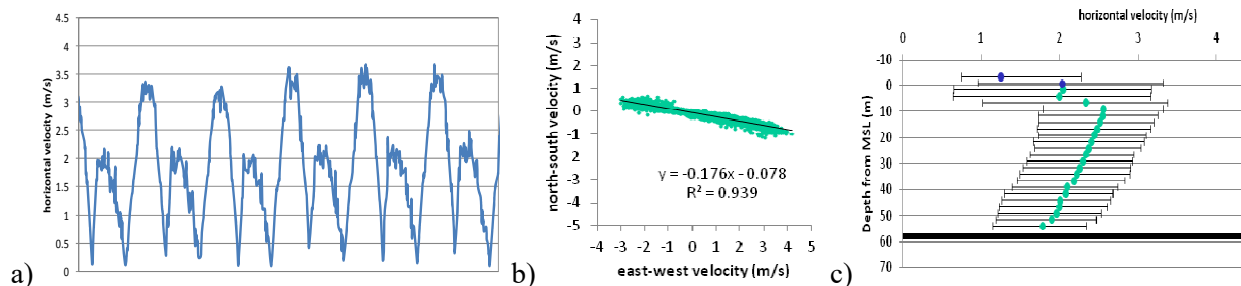 a)
horizontal velocity (m/s)
4.5
4
3.5
3
2.5
2
1.5
1
0.5
0
b)
north-south velocity (m/s)
4
3
2
1
0
-1
-2
-3
-4
-5
y = -0.176x - 0.078
R² = 0.939
-4 -3 -2 -1 0 1 2 3 4 5
east-west velocity (m/s)
c)
horizontal velocity (m/s)
0 1 2 3 4
Depth from MSL (m)
-10
0
10
20
30
40
50
60
70